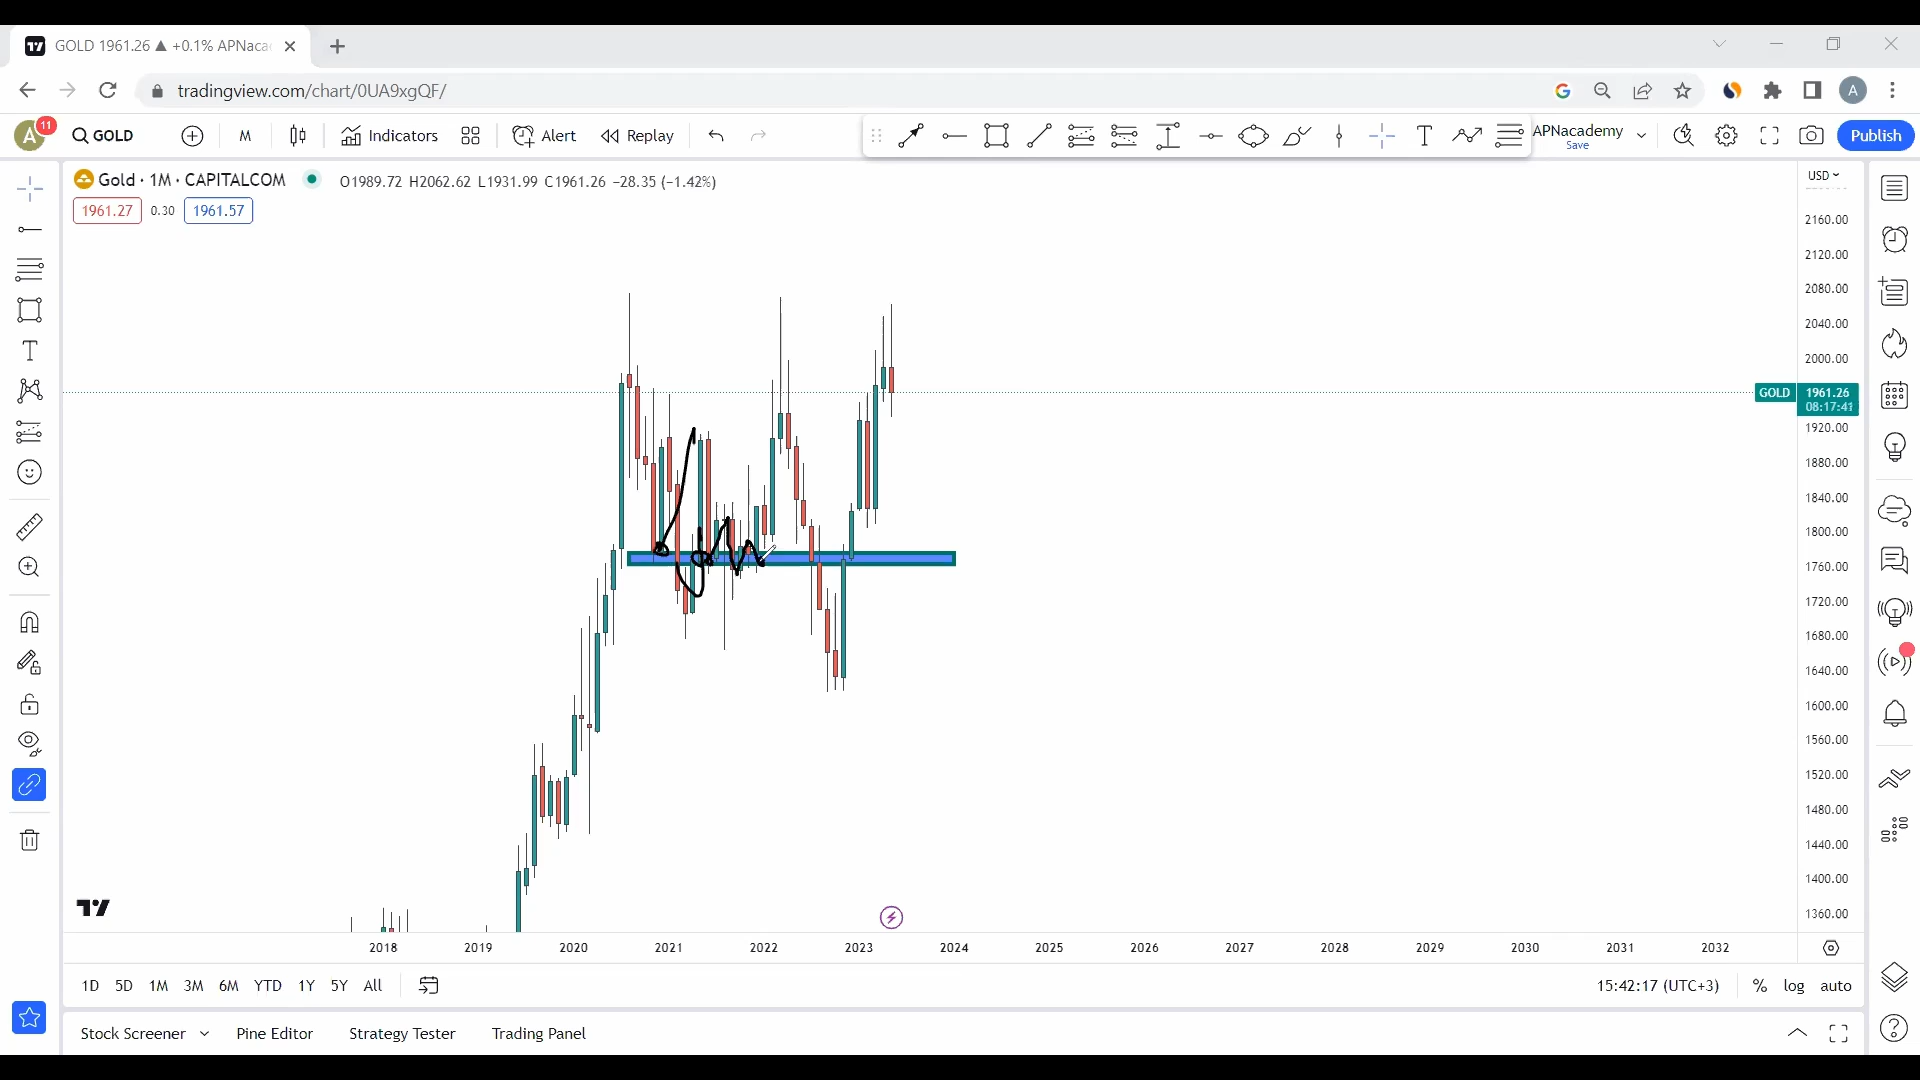 GOLD 1961.26 ▲ +0.1% APNaca
tradingview.com/chart/0UA9xgQF/
A
A
11
GOLD
M
Indicators
Alert
Replay
APNacademy
Save
Publish
Gold · 1M · CAPITALCOM
O1989.72 H2062.62 L1931.99 C1961.26 −28.35 (−1.42%)
USD
1961.27
0.30
1961.57
2160.00
2120.00
2080.00
2040.00
2000.00
GOLD
1961.26
08:17:41
1920.00
1880.00
1840.00
1800.00
1760.00
1720.00
1680.00
1640.00
1600.00
1560.00
1520.00
1480.00
1440.00
1400.00
1360.00
2018 2019 2020 2021 2022 2023 2024 2025 2026 2027 2028 2029 2030 2031 2032
1D 5D 1M 3M 6M YTD 1Y 5Y All
15:42:17 (UTC+3)
% log auto
Stock Screener
Pine Editor
Strategy Tester
Trading Panel